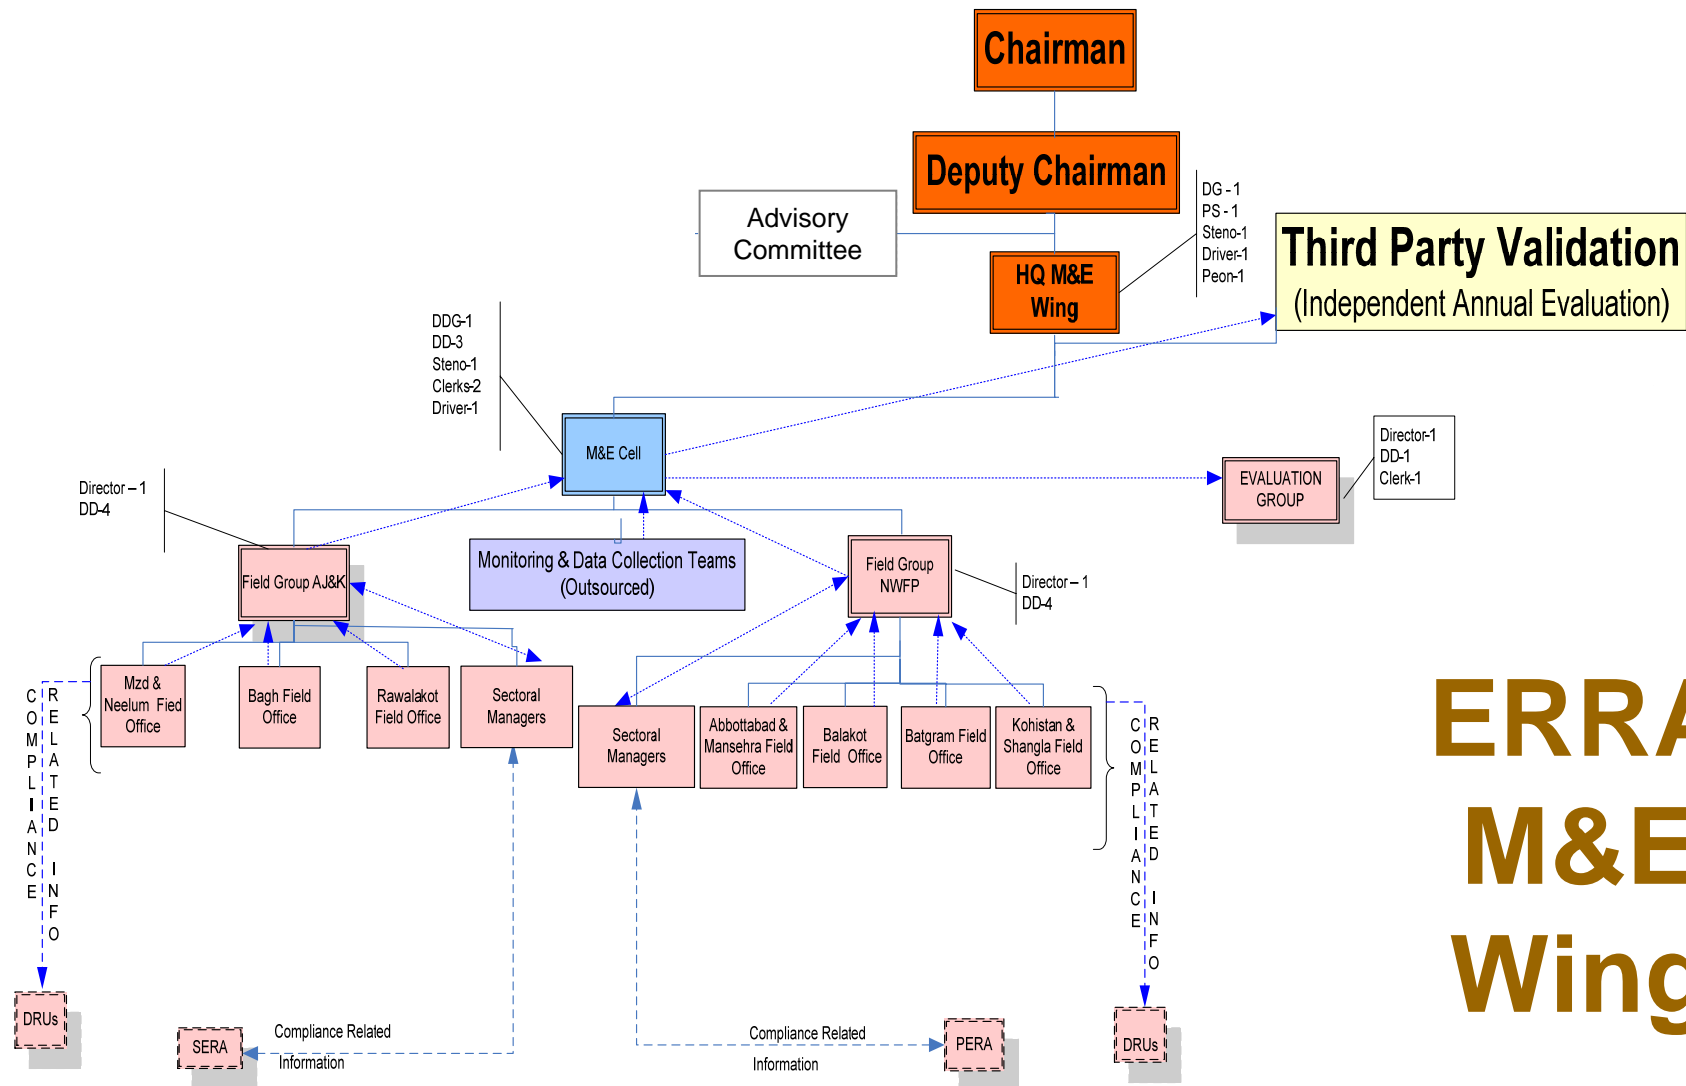 Chairman
Deputy Chairman
Advisory
Committee
DG - 1
PS - 1
Steno-1
Driver-1
Peon-1
HQ M&E
Wing
Third Party Validation
(Independent Annual Evaluation)
DDG-1
DD-3
Steno-1
Clerks-2
Driver-1
M&E Cell
Director-1
DD-1
Clerk-1
EVALUATION
GROUP
Director – 1
DD-4
Field Group AJ&K
Monitoring & Data Collection Teams
(Outsourced)
Field Group
NWFP
Director – 1
DD-4
Mzd &
Neelum Fied
Office
Bagh Field
Office
Rawalakot
Field Office
Sectoral
Managers
Sectoral
Managers
Abbottabad &
Mansehra Field
Office
Balakot
Field Office
Batgram Field
Office
Kohistan &
Shangla Field
Office
COMPLIANCE
RELATED INFO
COMPLIANCE
RELATED INFO
ERRA
M&E
Wing
DRUs
SERA
Compliance Related
Information
Compliance Related
Information
PERA
DRUs